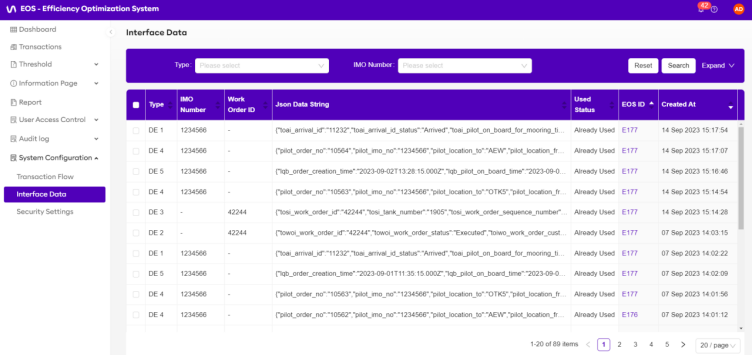 EOS - Efficiency Optimization System
42
AD
Dashboard
Transactions
Threshold
Information Page
Report
User Access Control
Audit log
System Configuration
Transaction Flow
Interface Data
Security Settings
Interface Data
Type: Please select
IMO Number: Please select
Reset Search Expand
Type IMO Number Work Order ID Json Data String Used Status EOS ID Created At
DE 1 1234566 - {"toai_arrival_id":"11232","toai_arrival_id_status":"Arrived","toai_pilot_on_board_for_mooring_ti... Already Used E177 14 Sep 2023 15:17:54
DE 4 1234566 - {"pilot_order_no":"10564","pilot_imo_no":"1234566","pilot_location_to":"AEW","pilot_location_fr... Already Used E177 14 Sep 2023 15:17:07
DE 5 1234566 - {"lqb_order_creation_time":"2023-09-02T13:28:15.000Z","lqb_pilot_on_board_time":"2023-09-0... Already Used E177 14 Sep 2023 15:16:46
DE 4 1234566 - {"pilot_order_no":"10563","pilot_imo_no":"1234566","pilot_location_to":"OTK5","pilot_location_fr... Already Used E177 14 Sep 2023 15:14:54
DE 3 - 42244 {"tosi_work_order_id":"42244","tosi_tank_number":"1905","tosi_work_order_sequence_number"... Already Used E177 14 Sep 2023 15:14:28
DE 2 - 42244 {"towoi_work_order_id":"42244","towoi_work_order_status":"Executed","toiwo_work_order_cust... Already Used E177 07 Sep 2023 14:03:15
DE 1 1234566 - {"toai_arrival_id":"11232","toai_arrival_id_status":"Arrived","toai_pilot_on_board_for_mooring_ti... Already Used E177 07 Sep 2023 14:02:22
DE 5 1234566 - {"lqb_order_creation_time":"2023-09-01T11:35:15.000Z","lqb_pilot_on_board_time":"2023-09-0... Already Used E177 07 Sep 2023 14:02:09
DE 4 1234566 - {"pilot_order_no":"10563","pilot_imo_no":"1234566","pilot_location_to":"OTK5","pilot_location_fr... Already Used E177 07 Sep 2023 14:01:56
DE 4 1234566 - {"pilot_order_no":"10562","pilot_imo_no":"1234566","pilot_location_to":"AEW","pilot_location_fr... Already Used E176 07 Sep 2023 14:01:12
1-20 of 89 items < 1 2 3 4 5 > 20 / page